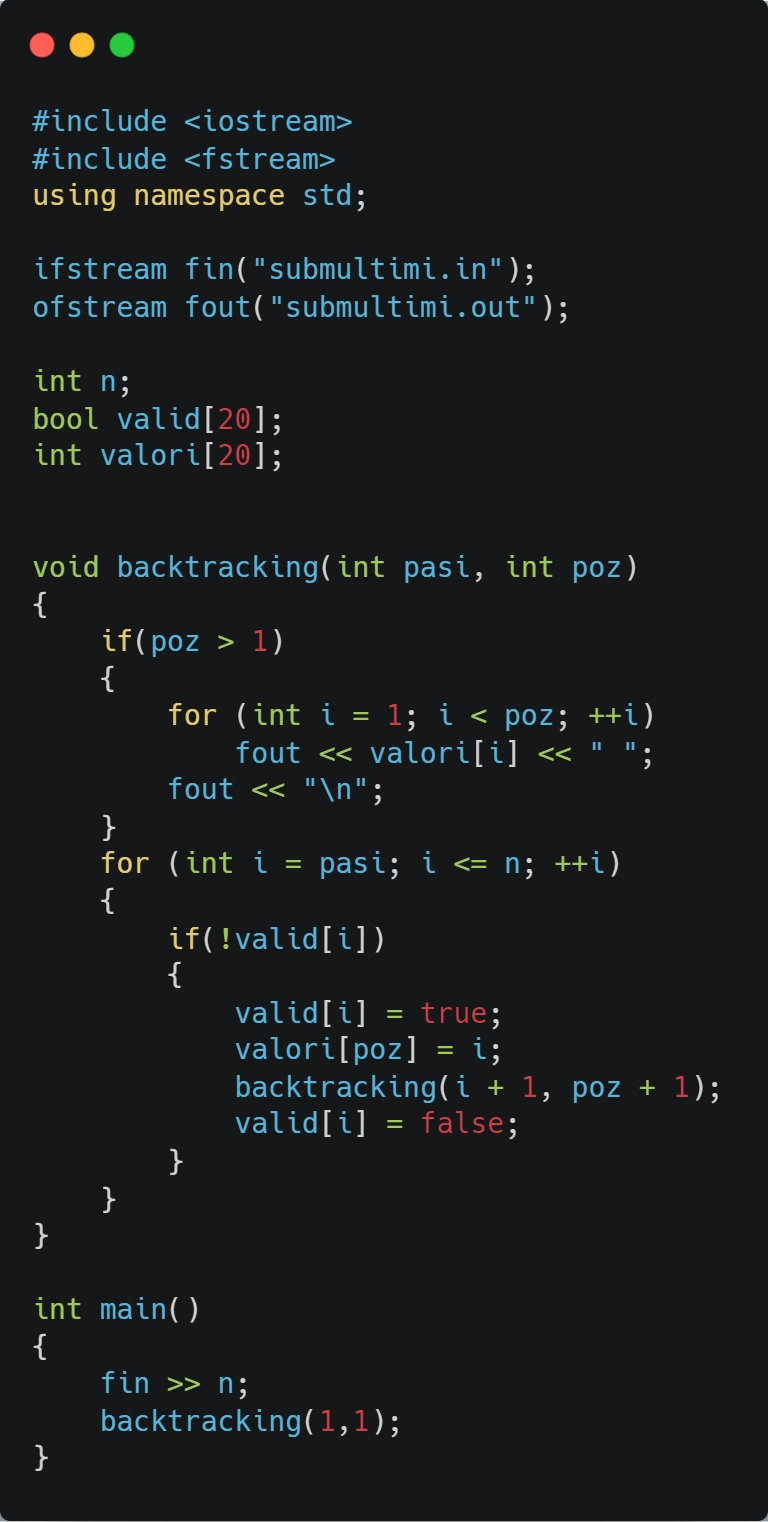 #include <iostream>
#include <fstream>
using namespace std;

ifstream fin("submultimi.in");
ofstream fout("submultimi.out");

int n;
bool valid[20];
int valori[20];


void backtracking(int pasi, int poz)
{
    if(poz > 1)
    {
        for (int i = 1; i < poz; ++i)
            fout << valori[i] << " ";
        fout << "\n";
    }
    for (int i = pasi; i <= n; ++i)
    {
        if(!valid[i])
        {
            valid[i] = true;
            valori[poz] = i;
            backtracking(i + 1, poz + 1);
            valid[i] = false;
        }
    }
}

int main()
{
    fin >> n;
    backtracking(1,1);
}